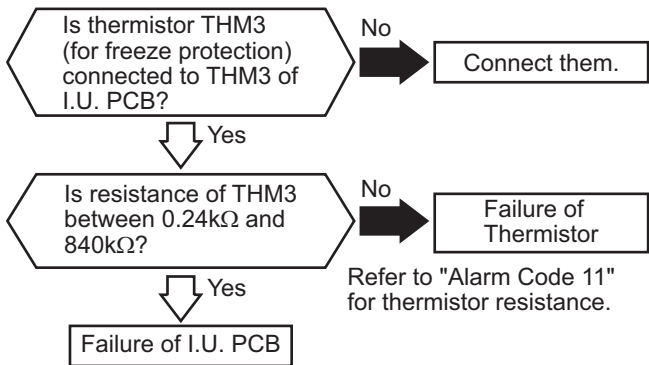 Is thermistor THM3
(for freeze protection)
connected to THM3 of
I.U. PCB?
No
Connect them.
Yes
Is resistance of THM3
between 0.24kΩ and
840kΩ?
No
Failure of
Thermistor
Refer to "Alarm Code 11"
for thermistor resistance.
Yes
Failure of I.U. PCB